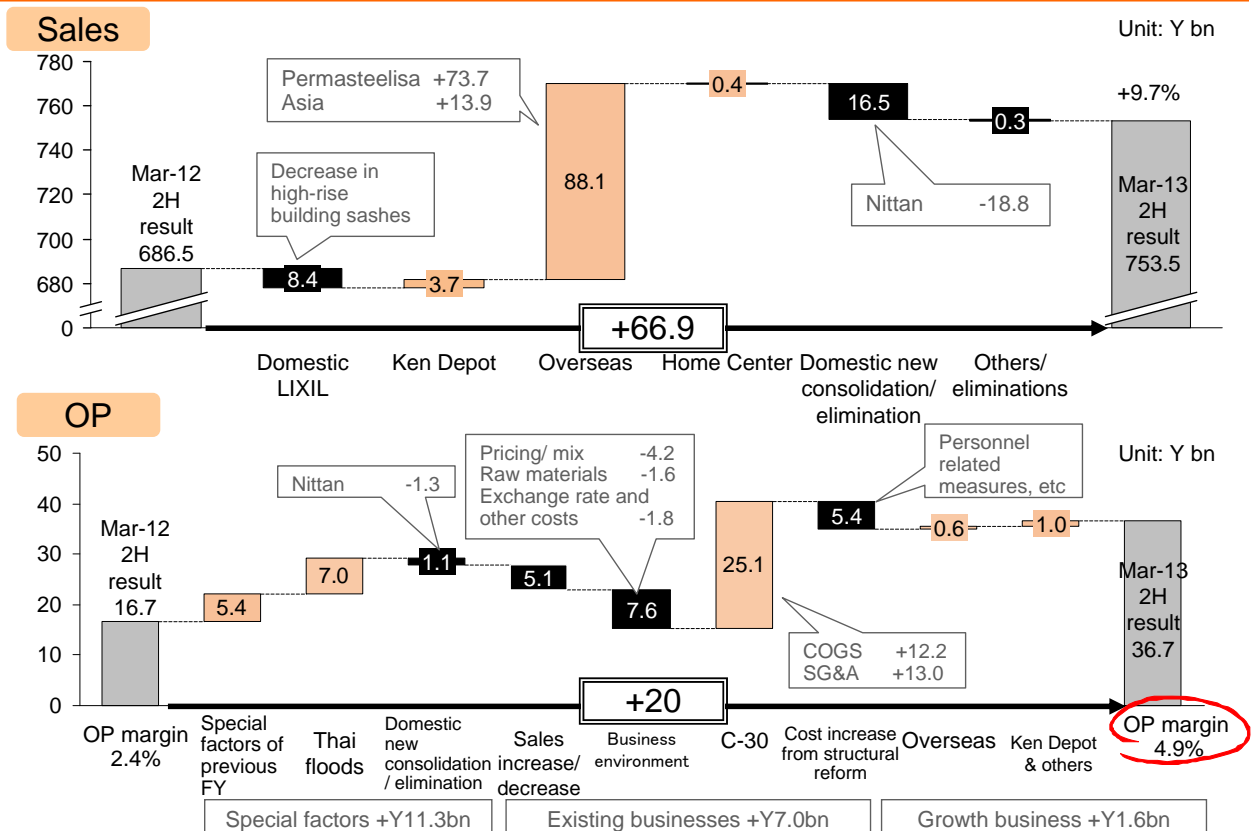 Sales
Unit: Y bn
780
760
740
720
700
680
0
Mar-12
2H
result
686.5
Decrease in
high-rise
building sashes
8.4
3.7
Permasteelisa +73.7
Asia +13.9
88.1
0.4
16.5
Nittan -18.8
0.3
+9.7%
Mar-13
2H
result
753.5
+66.9
Domestic
LIXIL
Ken Depot
Overseas
Home Center
Domestic new
consolidation/
elimination
Others/
eliminations
OP
Unit: Y bn
50
40
30
20
10
0
Mar-12
2H
result
16.7
5.4
7.0
Nittan -1.3
1.1
5.1
Pricing/ mix -4.2
Raw materials -1.6
Exchange rate and
other costs -1.8
7.6
25.1
COGS +12.2
SG&A +13.0
Personnel
related
measures, etc
5.4
0.6
1.0
Mar-13
2H
result
36.7
+20
OP margin
2.4%
Special
factors of
previous
FY
Thai
floods
Domestic
new
consolidation
/ elimination
Sales
increase/
decrease
Business
environment
C-30
Cost increase
from structural
reform
Overseas
Ken Depot
& others
OP margin
4.9%
Special factors +Y11.3bn
Existing businesses +Y7.0bn
Growth business +Y1.6bn